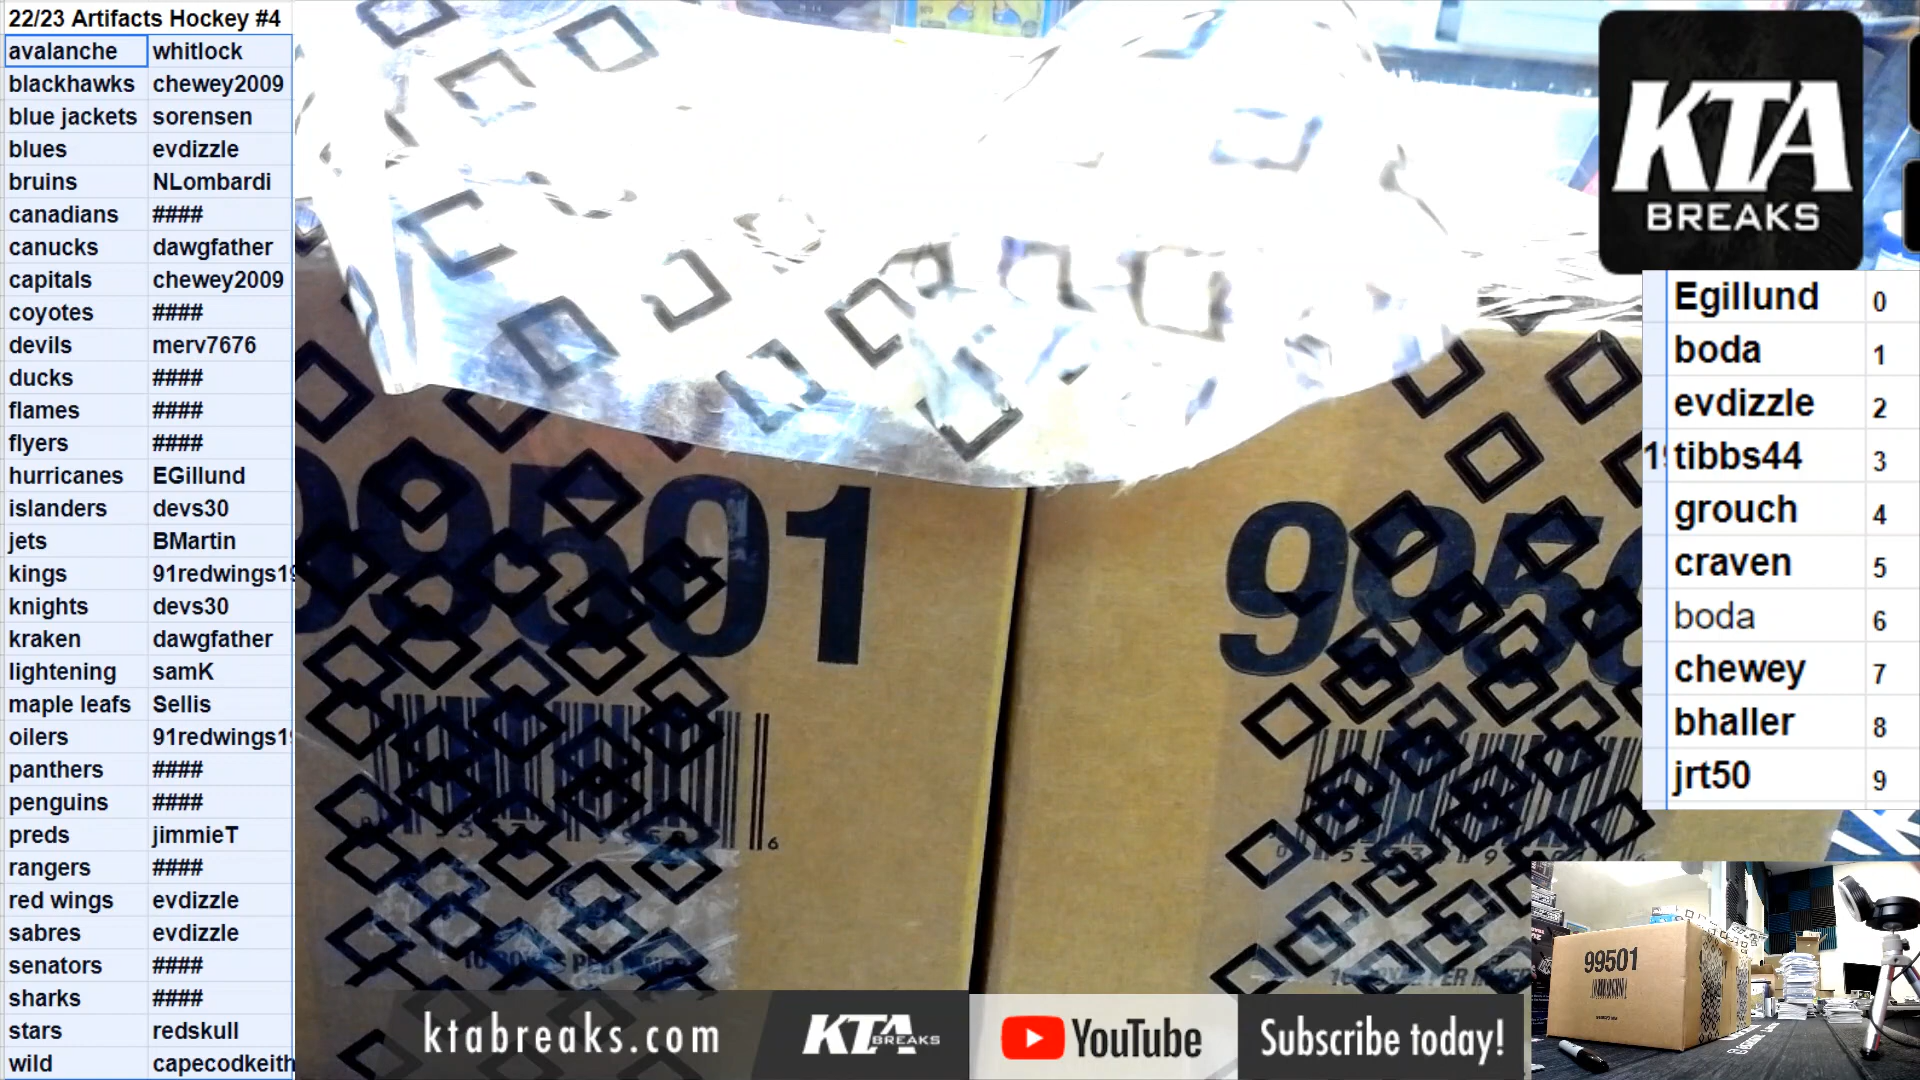 22/23 Artifacts Hockey #4
avalanche whitlock
blackhawks chewey2009
blue jackets sorensen
blues evdizzle
bruins NLombardi
canadians ####
canucks dawgfather
capitals chewey2009
coyotes ####
devils merv7676
ducks ####
flames ####
flyers ####
hurricanes EGillund
islanders devs30
jets BMartin
kings 91redwings19
knights devs30
kraken dawgfather
lightening samK
maple leafs Sellis
oilers 91redwings19
panthers ####
penguins ####
preds jimmieT
rangers ####
red wings evdizzle
sabres evdizzle
senators ####
sharks ####
stars redskull
wild capecodkeith
KTA
BREAKS
Egillund 0
boda 1
evdizzle 2
tibbs44 3
grouch 4
craven 5
boda 6
chewey 7
bhaller 8
jrt50 9
99501
6
99501
ktabreaks.com
KTA BREAKS
YouTube
Subscribe today!